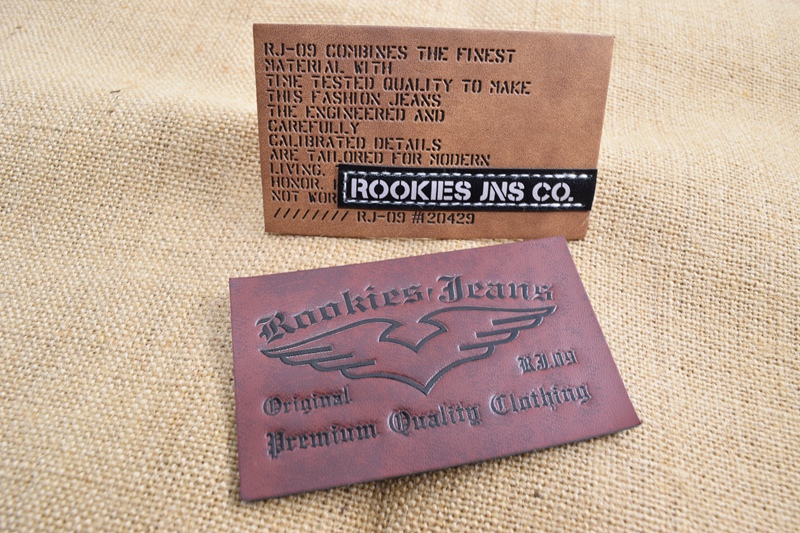 RJ-09 COMBINES THE FINEST
MATERIAL WITH
TIME TESTED QUALITY TO MAKE
THIS FASHION JEANS
THE ENGINEERED AND
CAREFULLY
CALIBRATED DETAILS
ARE TAILORED FOR MODERN
LIVING.
HONOR.
NOT
ROOKIES JNS CO.
//////// RJ-09 #120429
Rookies Jeans
RJ.09
Original
Premium Quality Clothing